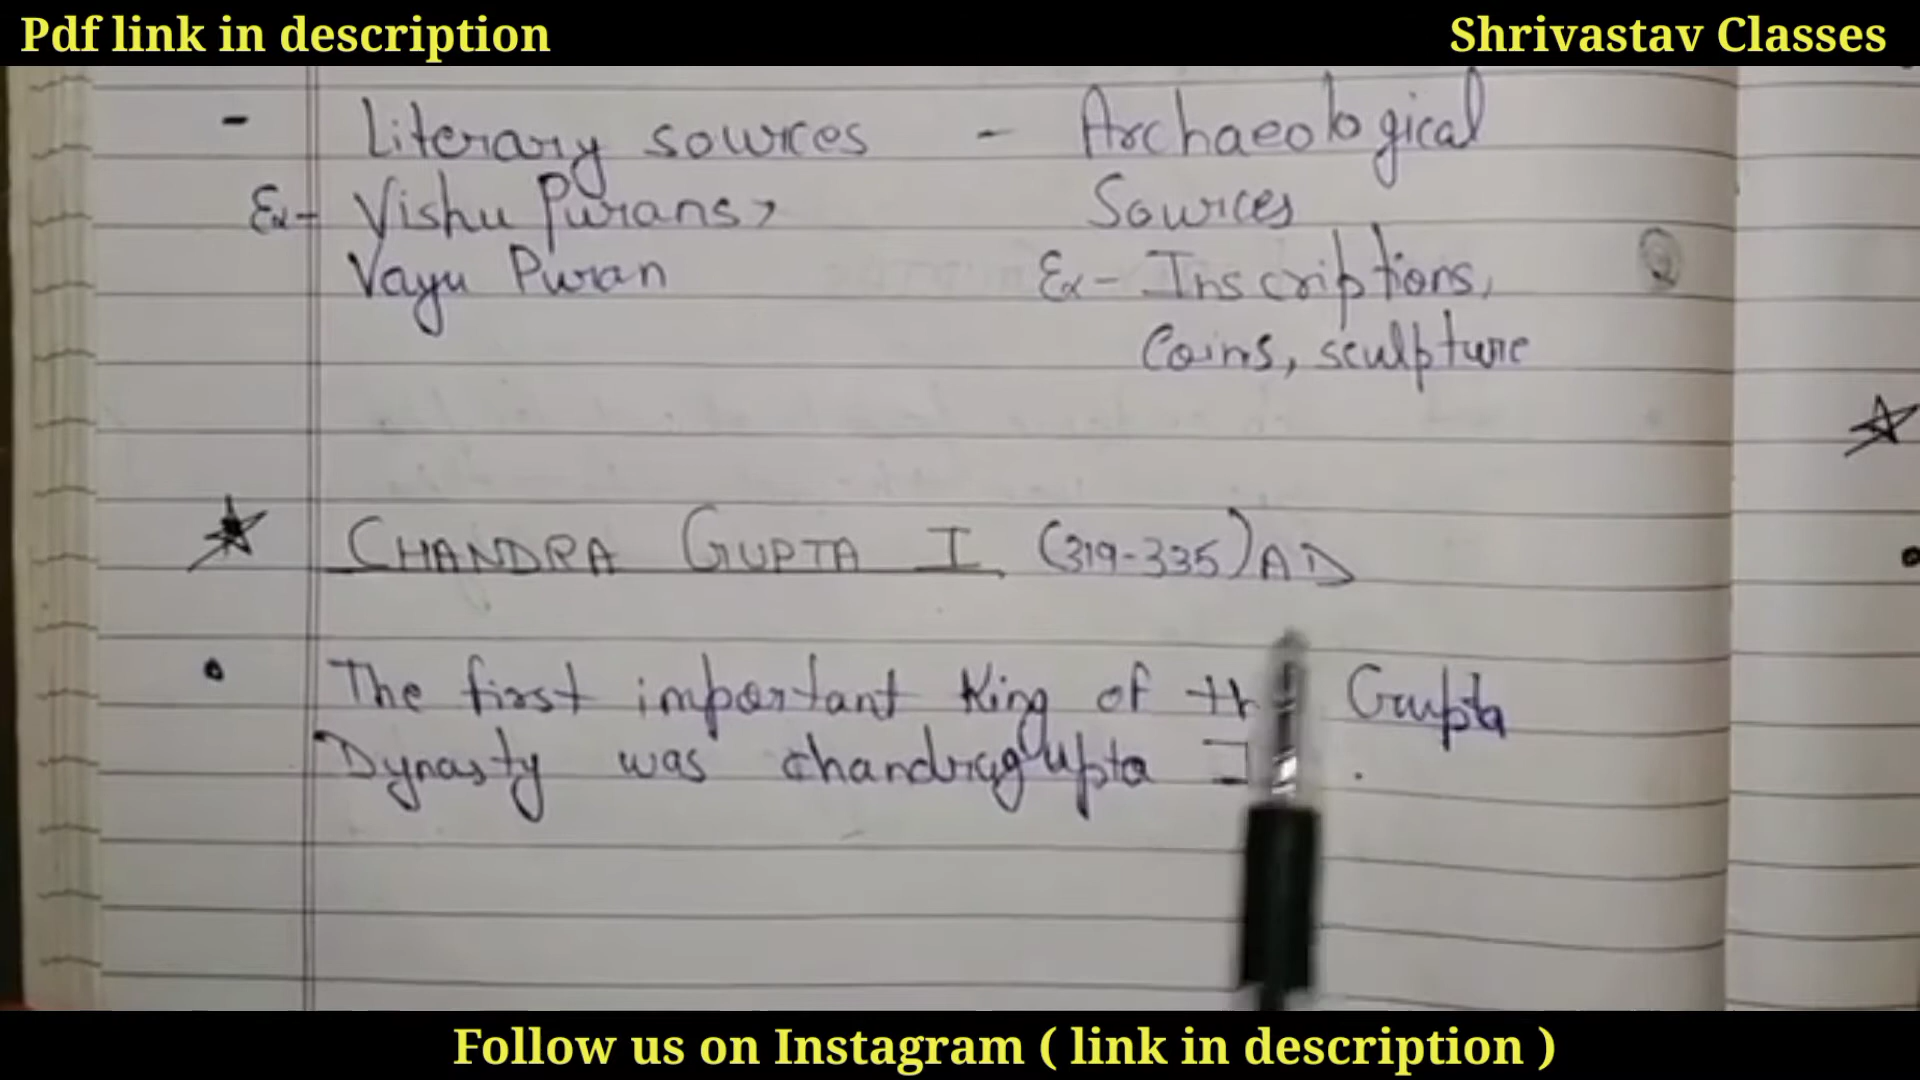 Pdf link in description
Shrivastav Classes
- Literary sources
Ex- Vishu Purans,
Vayu Puran
- Archaeological
Sources
Ex- Inscriptions,
Coins, sculpture
CHANDRA GUPTA I (319-335) AD
• The first important King of Gupta
Dynasty was chandragupta
Follow us on Instagram ( link in description )